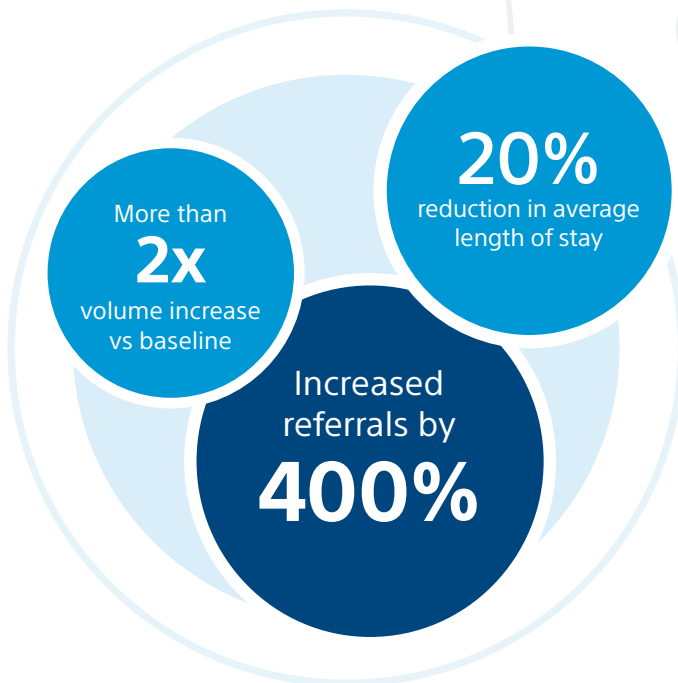 20%
reduction in average
length of stay
More than
2x
volume increase
vs baseline
Increased
referrals by
400%